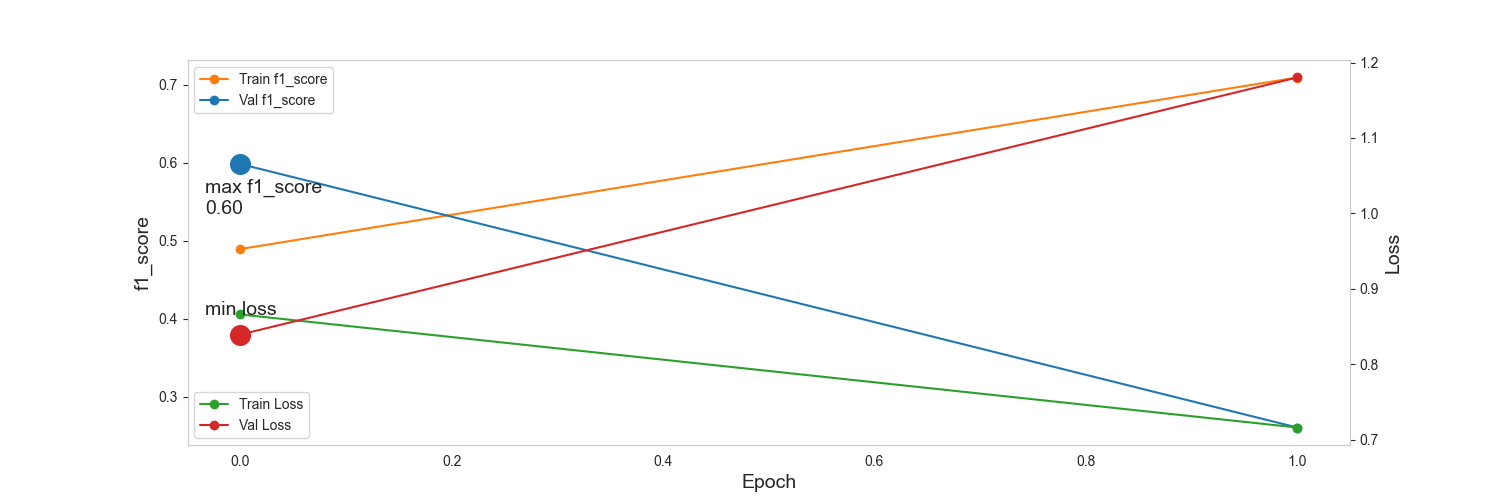 Train f1_score
Val f1_score
max f1_score
0.60
min loss
Train Loss
Val Loss
f1_score
0.7
0.6
0.5
0.4
0.3
Loss
1.2
1.1
1.0
0.9
0.8
0.7
0.0 0.2 0.4 0.6 0.8 1.0
Epoch